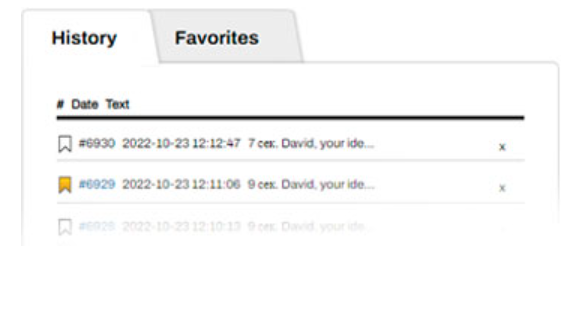 History Favorites
# Date Text
#6930 2022-10-23 12:12:47 7 сек. David, your ide... x
#6929 2022-10-23 12:11:06 9 сек. David, your ide... x
#6928 2022-10-23 12:10:13 9 сек. David, your ide...